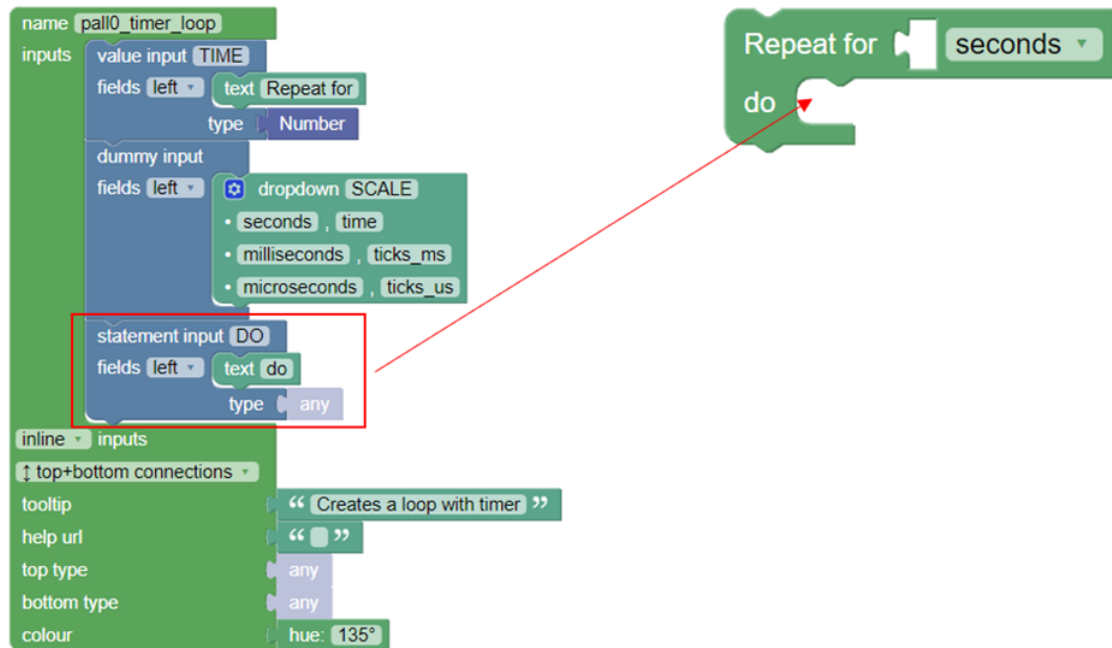 name pall0_timer_loop
inputs value input TIME
fields left text Repeat for
type Number
dummy input
fields left dropdown SCALE
• seconds , time
• milliseconds , ticks_ms
• microseconds , ticks_us
statement input DO
fields left text do
type any
inline inputs
↕ top+bottom connections
tooltip “ Creates a loop with timer ”
help url “ ”
top type any
bottom type any
colour hue: 135°
Repeat for seconds
do